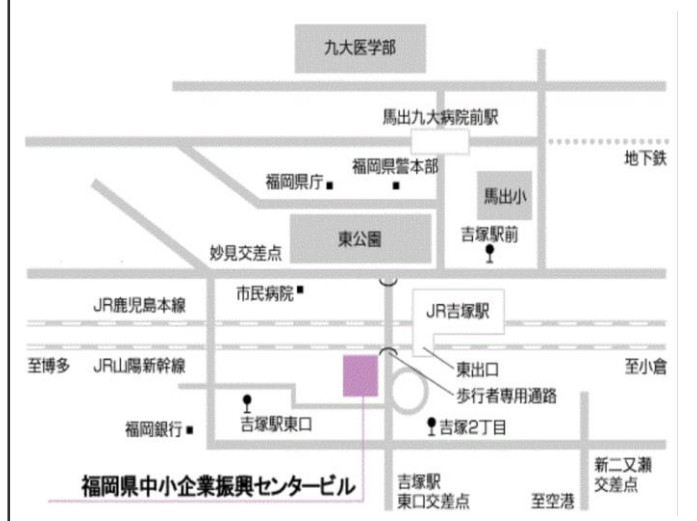 九大医学部
馬出九大病院前駅
地下鉄
福岡県警本部
福岡県庁
馬出小
吉塚駅前
東公園
妙見交差点
市民病院
JR鹿児島本線
JR吉塚駅
至博多
JR山陽新幹線
東出口
至小倉
歩行者専用通路
吉塚駅東口
吉塚2丁目
福岡銀行
新二又瀬
交差点
福岡県中小企業振興センタービル
吉塚駅
東口交差点
至空港